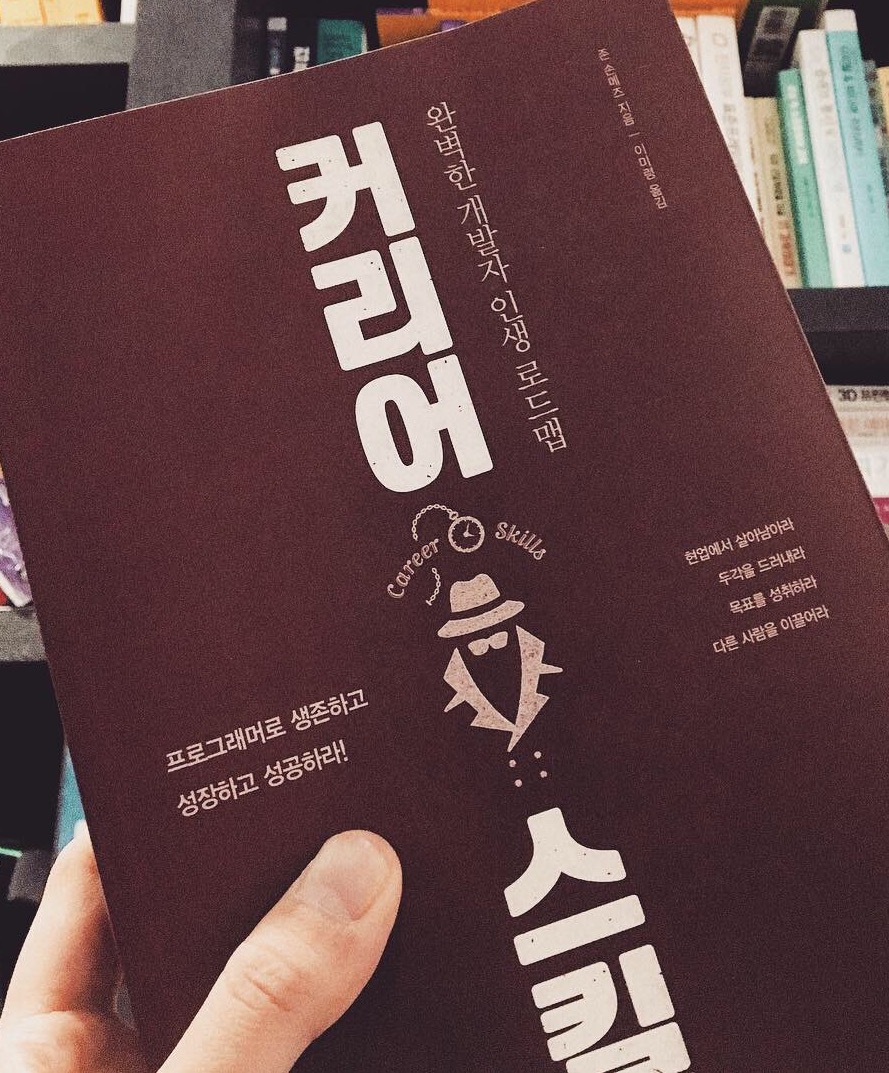 존 손메즈 지음 — 이미령 옮김
완벽한 개발자 인생 로드맵
커리어
Career Skills
현업에서 살아남아라
두각을 드러내라
목표를 성취하라
다른 사람을 이끌어라
프로그래머로 생존하고
성장하고 성공하라!
스킬
3D